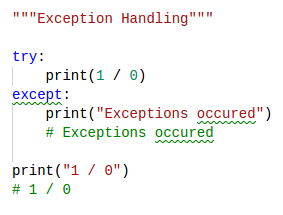 """Exception Handling"""
try:
    print(1 / 0)
except:
    print("Exceptions occured")
    # Exceptions occured
print("1 / 0")
# 1 / 0